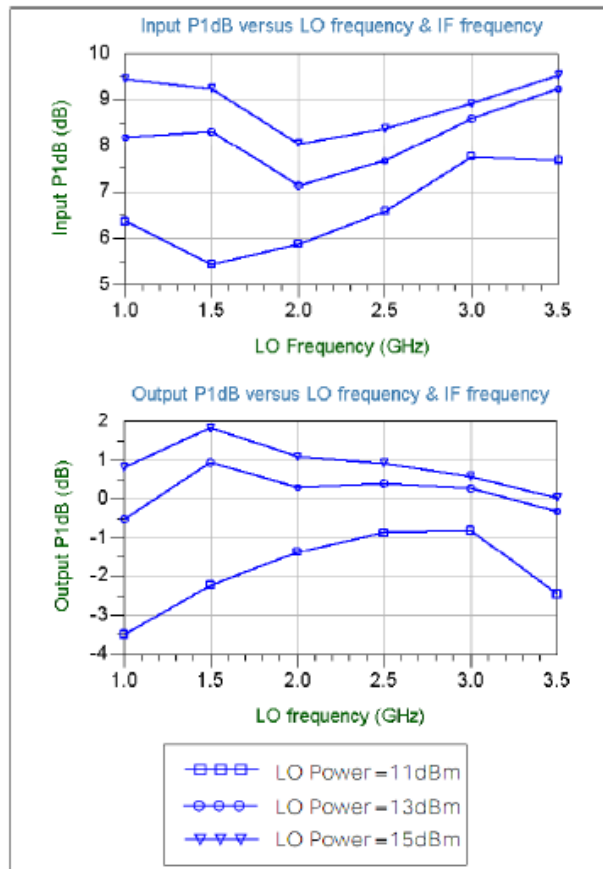 Input P1dB versus LO frequency & IF frequency
10
9
8
7
6
5
Input P1dB (dB)
1.0 1.5 2.0 2.5 3.0 3.5
LO Frequency (GHz)
Output P1dB versus LO frequency & IF frequency
2
1
0
-1
-2
-3
-4
Output P1dB (dB)
1.0 1.5 2.0 2.5 3.0 3.5
LO frequency (GHz)
LO Power=11dBm
LO Power=13dBm
LO Power=15dBm